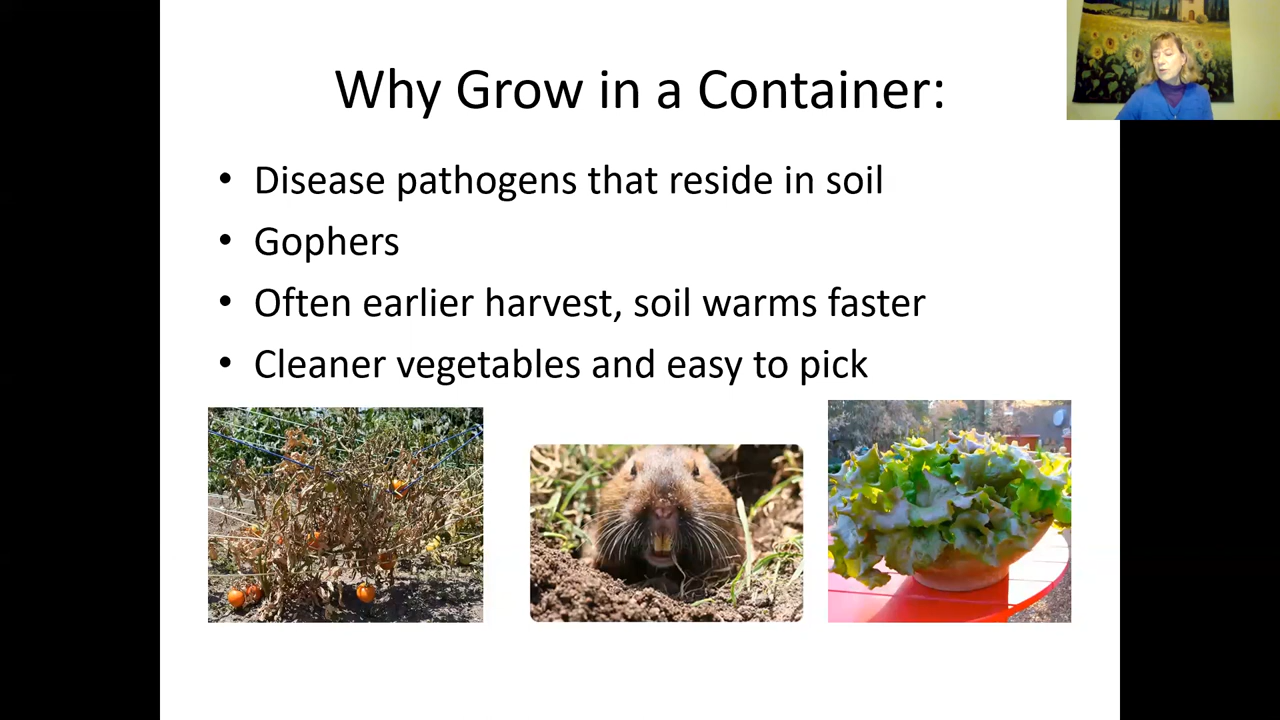 Why Grow in a Container:
• Disease pathogens that reside in soil
• Gophers
• Often earlier harvest, soil warms faster
• Cleaner vegetables and easy to pick